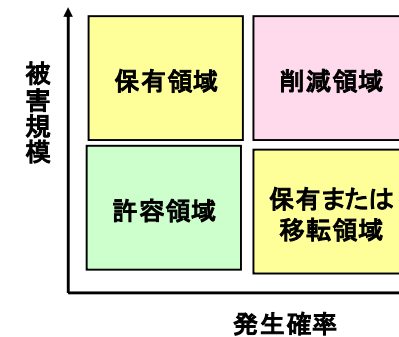 被害規模
保有領域
削減領域
許容領域
保有または
移転領域
発生確率